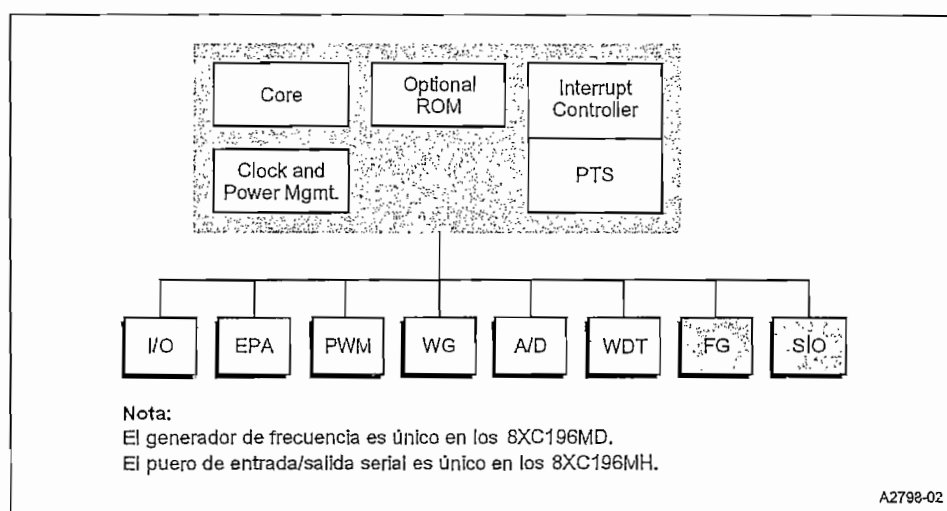 Core
Optional
ROM
Interrupt
Controller
Clock and
Power Mgmt.
PTS
I/O
EPA
PWM
WG
A/D
WDT
FG
SIO
Nota:
El generador de frecuencia es único en los 8XC196MD.
El puero de entrada/salida serial es único en los 8XC196MH.
A2798-02